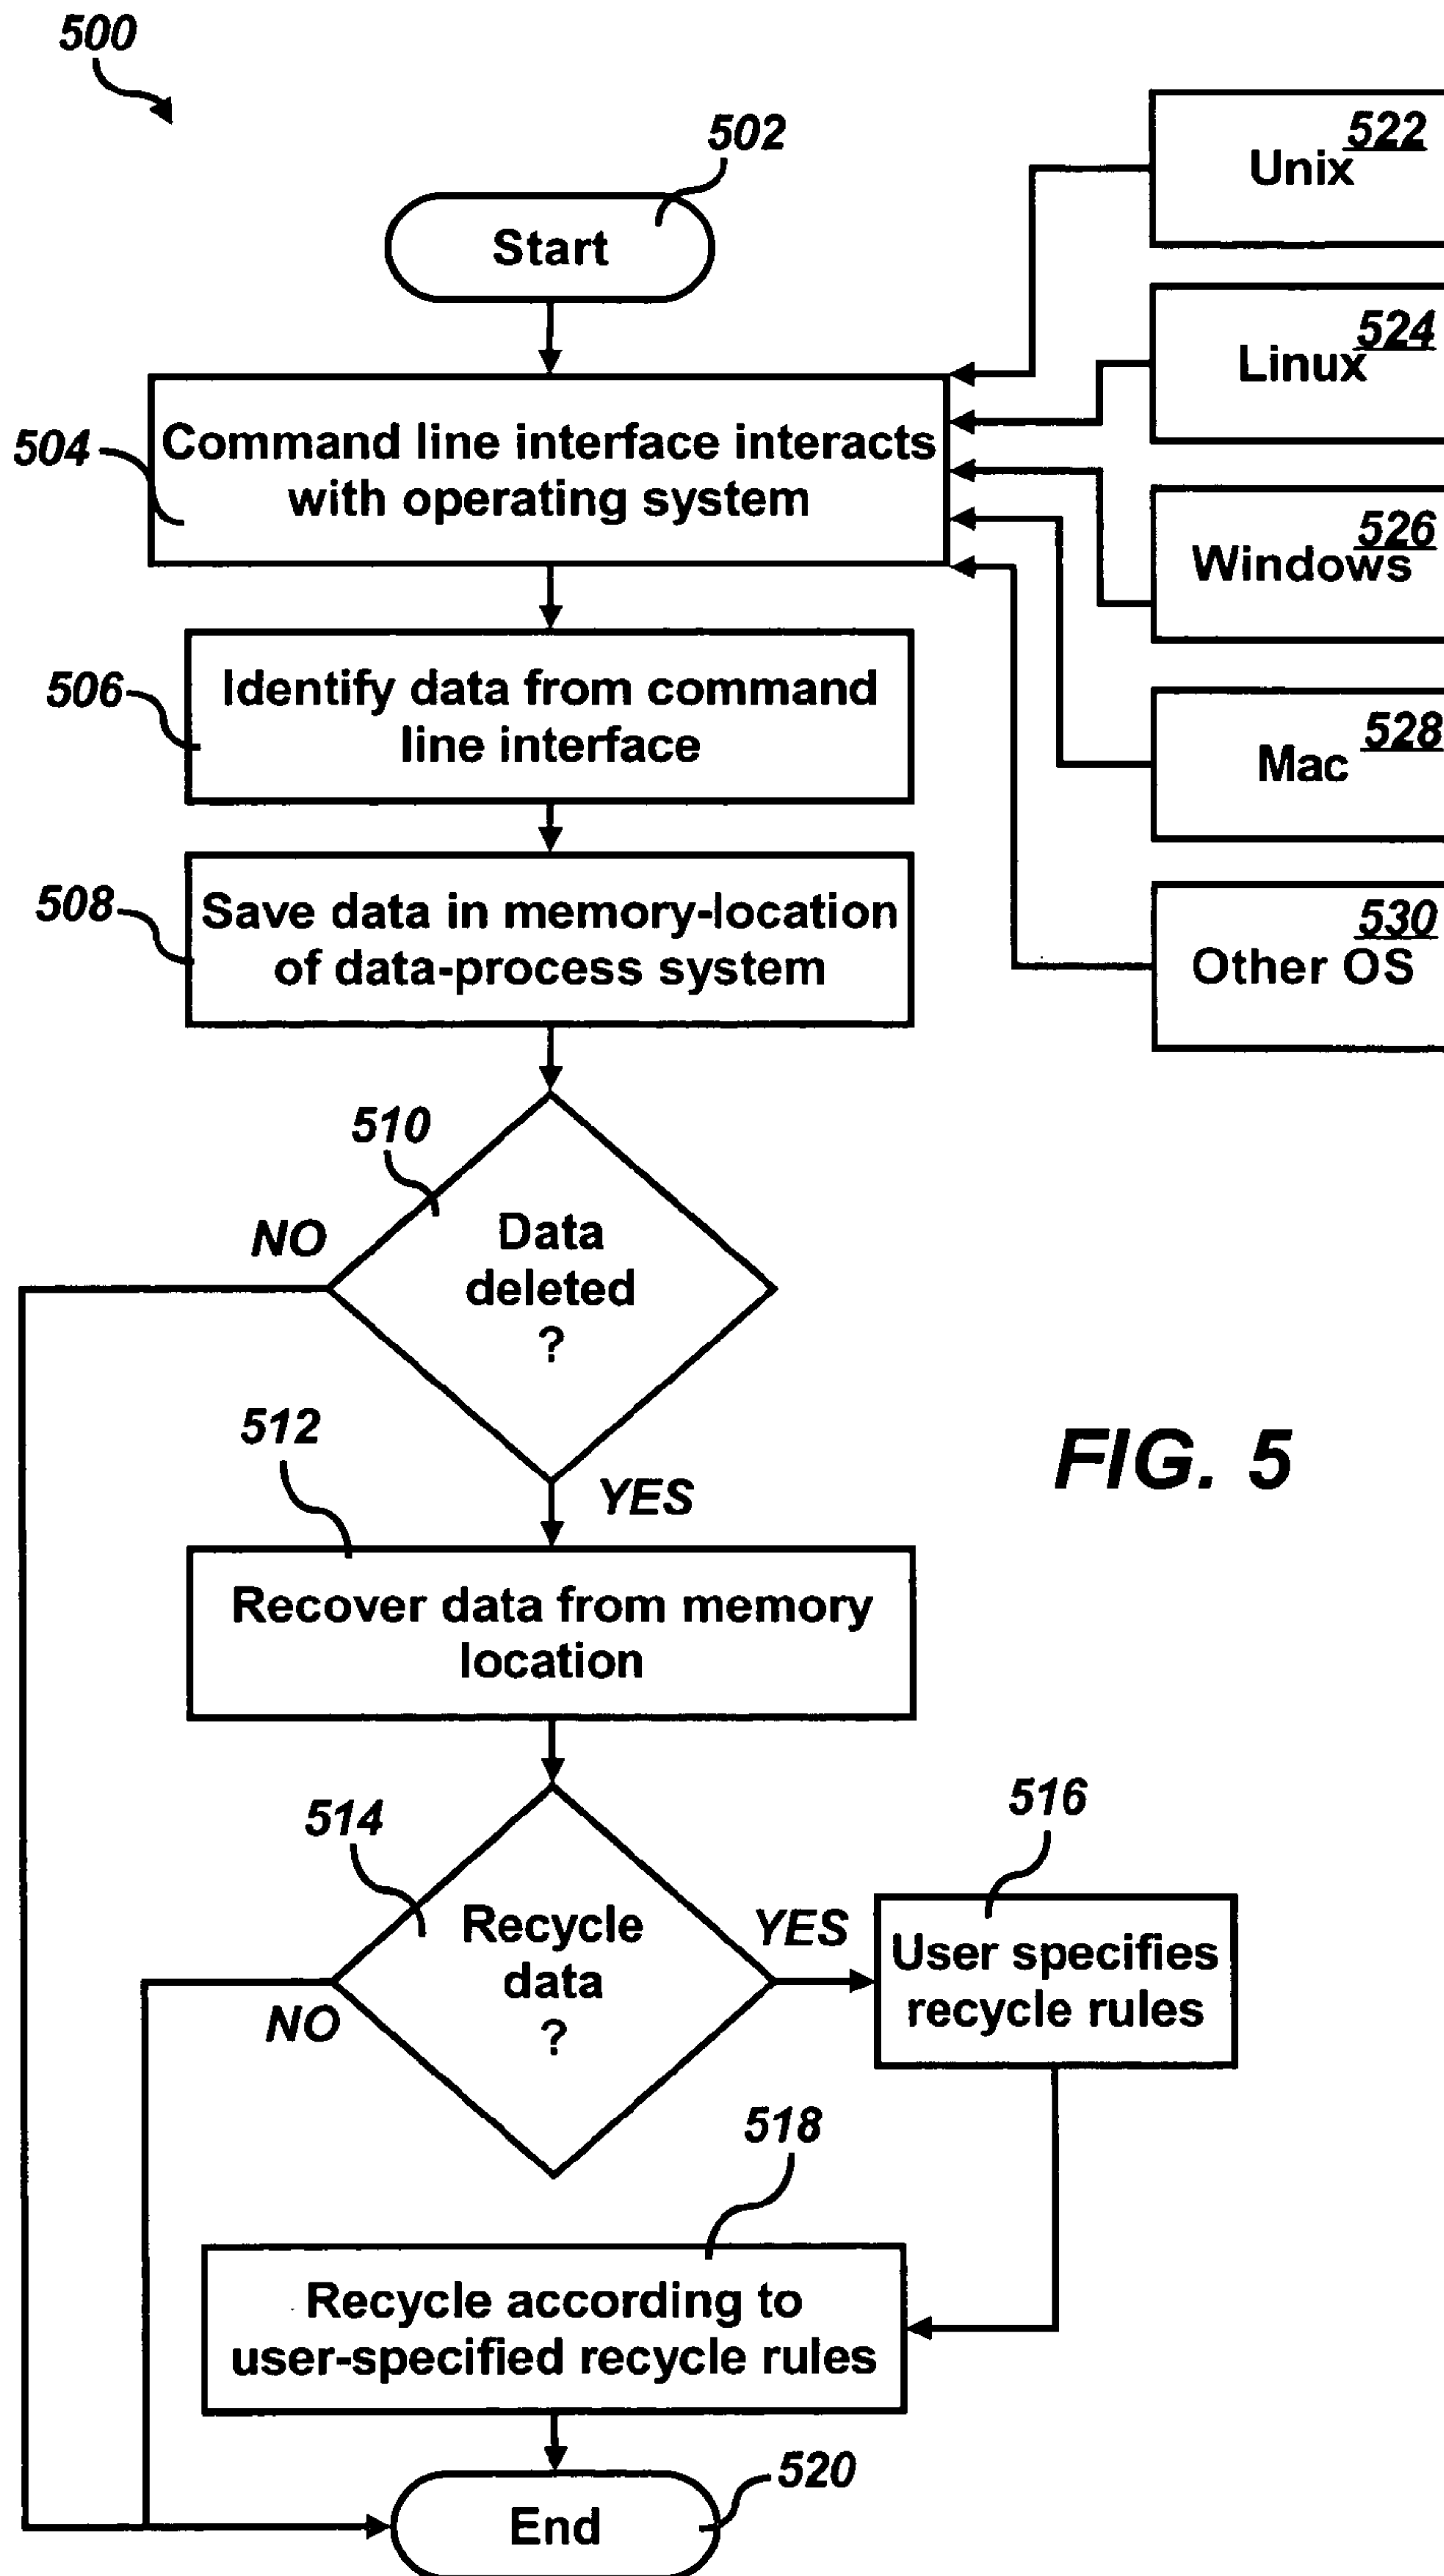 500
502
Start
522
Unix
524
Linux
504
Command line interface interacts
with operating system
526
Windows
506
Identify data from command
line interface
528
Mac
508
Save data in memory-location
of data-process system
530
Other OS
510
NO
Data
deleted
?
YES
512
FIG. 5
Recover data from memory
location
514
Recycle
data
?
YES
NO
516
User specifies
recycle rules
518
Recycle according to
user-specified recycle rules
520
End